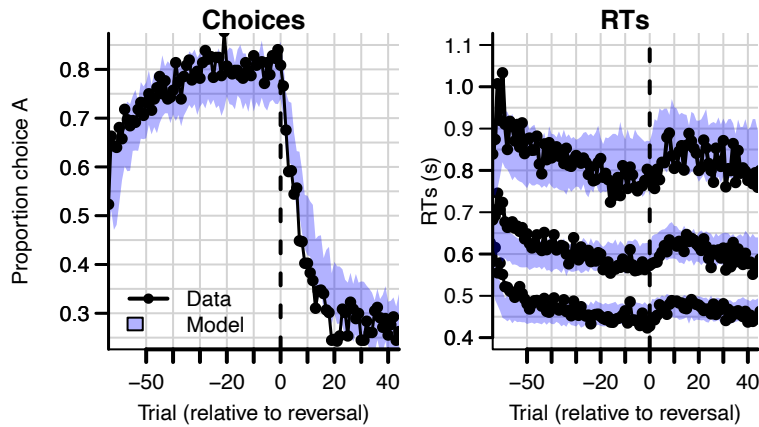 Choices
Proportion choice A
0.8
0.7
0.6
0.5
0.4
0.3
Data
Model
−50 −20 0 20 40
Trial (relative to reversal)
RTs
RTs (s)
1.1
1.0
0.9
0.8
0.7
0.6
0.5
0.4
−50 −20 0 20 40
Trial (relative to reversal)